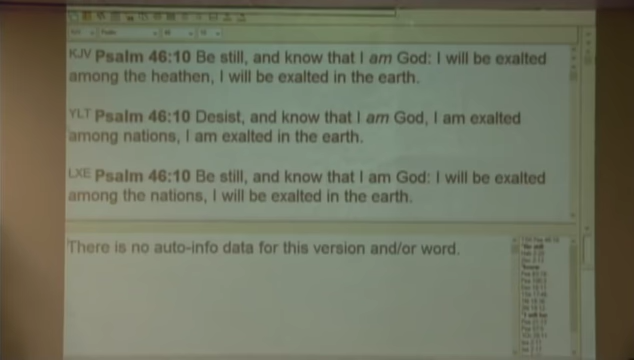 KJV Psalm 46:10 Be still, and know that I am God: I will be exalted
among the heathen, I will be exalted in the earth.
YLT Psalm 46:10 Desist, and know that I am God, I am exalted
among nations, I am exalted in the earth.
LXE Psalm 46:10 Be still, and know that I am God: I will be exalted
among the nations, I will be exalted in the earth.
There is no auto-info data for this version and/or word.